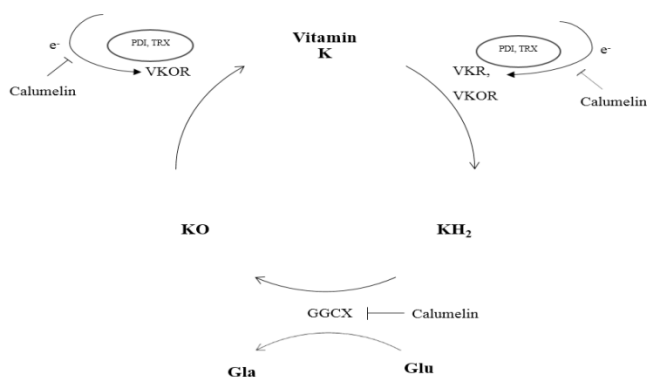 e-
PDI, TRX
VKOR
Calumelin
Vitamin
K
PDI, TRX
e-
VKR,
VKOR
Calumelin
KO
KH₂
GGCX
Calumelin
Gla
Glu